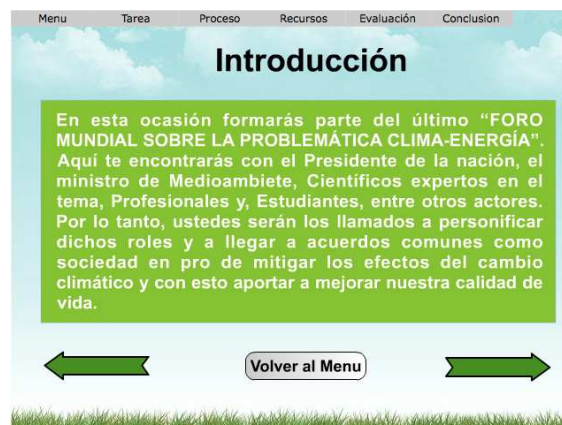 Menu Tarea Proceso Recursos Evaluación Conclusion
Introducción
En esta ocasión formarás parte del último “FORO
MUNDIAL SOBRE LA PROBLEMÁTICA CLIMA-ENERGÍA”.
Aquí te encontrarás con el Presidente de la nación, el
ministro de Medioambiete, Científicos expertos en el
tema, Profesionales y, Estudiantes, entre otros actores.
Por lo tanto, ustedes serán los llamados a personificar
dichos roles y a llegar a acuerdos comunes como
sociedad en pro de mitigar los efectos del cambio
climático y con esto aportar a mejorar nuestra calidad de
vida.
Volver al Menu